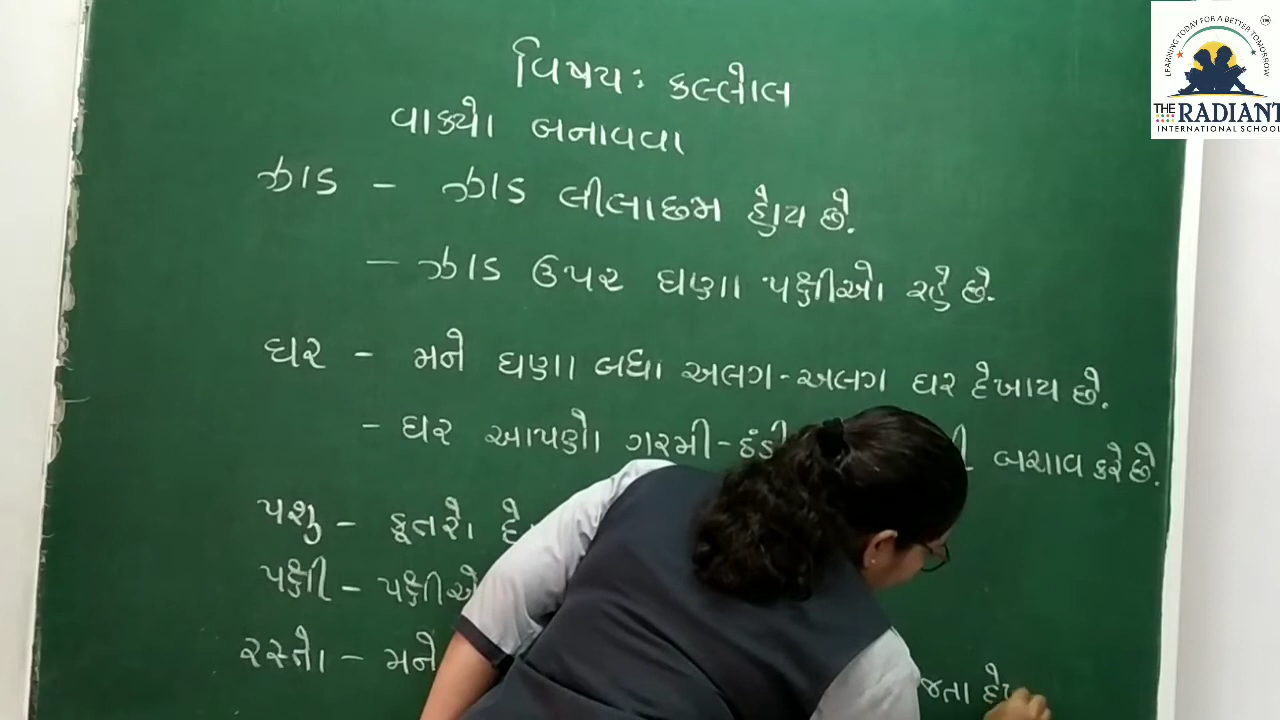 વિષય: કલ્લોલ
વાક્યો બનાવવા
ઝાડ - ઝાડ લીલાછમ હોય છે.
- ઝાડ ઉપર ઘણા પક્ષીઓ રહે છે.
ઘર - મને ઘણા બધા અલગ-અલગ ઘર દેખાય છે.
- ઘર આપણો ગરમી-ઠંડી બચાવ કરે છે.
પશુ - કૂતરો
પક્ષી - પક્ષીઓ
રસ્તો - મને
LEARNING TODAY FOR A BETTER TOMORROW
THE RADIANT
INTERNATIONAL SCHOOL